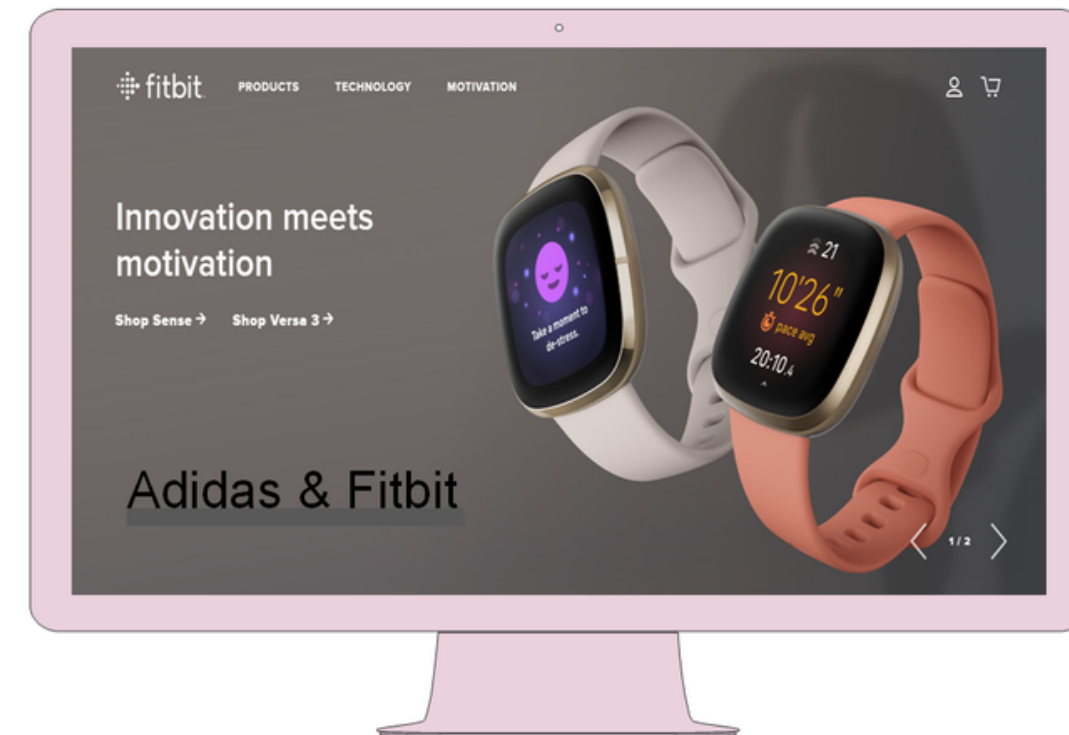 fitbit PRODUCTS TECHNOLOGY MOTIVATION
Innovation meets
motivation
Shop Sense → Shop Versa 3 →
Take a moment to
de-stress.
21
10'26"
pace avg
20:10.4
Adidas & Fitbit
1 / 2